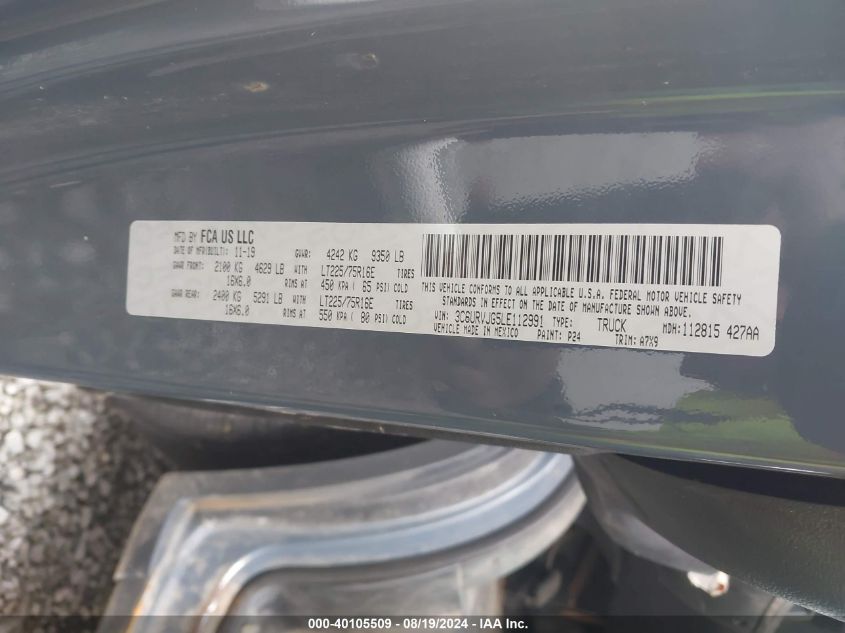 MFD BY FCA US LLC
DATE OF MFR(BUILT): 11-19 GVWR: 4242 KG 9350 LB
GAWR FRONT: 2100 KG 4629 LB WITH LT225/75R16E TIRES
16X6.0 RIMS AT 450 KPA ( 65 PSI) COLD
GAWR REAR: 2400 KG 5291 LB WITH LT225/75R16E TIRES
16X6.0 RIMS AT 550 KPA ( 80 PSI) COLD
THIS VEHICLE CONFORMS TO ALL APPLICABLE U.S.A. FEDERAL MOTOR VEHICLE SAFETY
STANDARDS IN EFFECT ON THE DATE OF MANUFACTURE SHOWN ABOVE.
VIN: 3C6URVJG5LE112991 TYPE: TRUCK MDH:112815 427AA
MADE VEHICLE IN MEXICO PAINT: P24 TRIM: A7X9
000-40105509 - 08/19/2024 - IAA Inc.